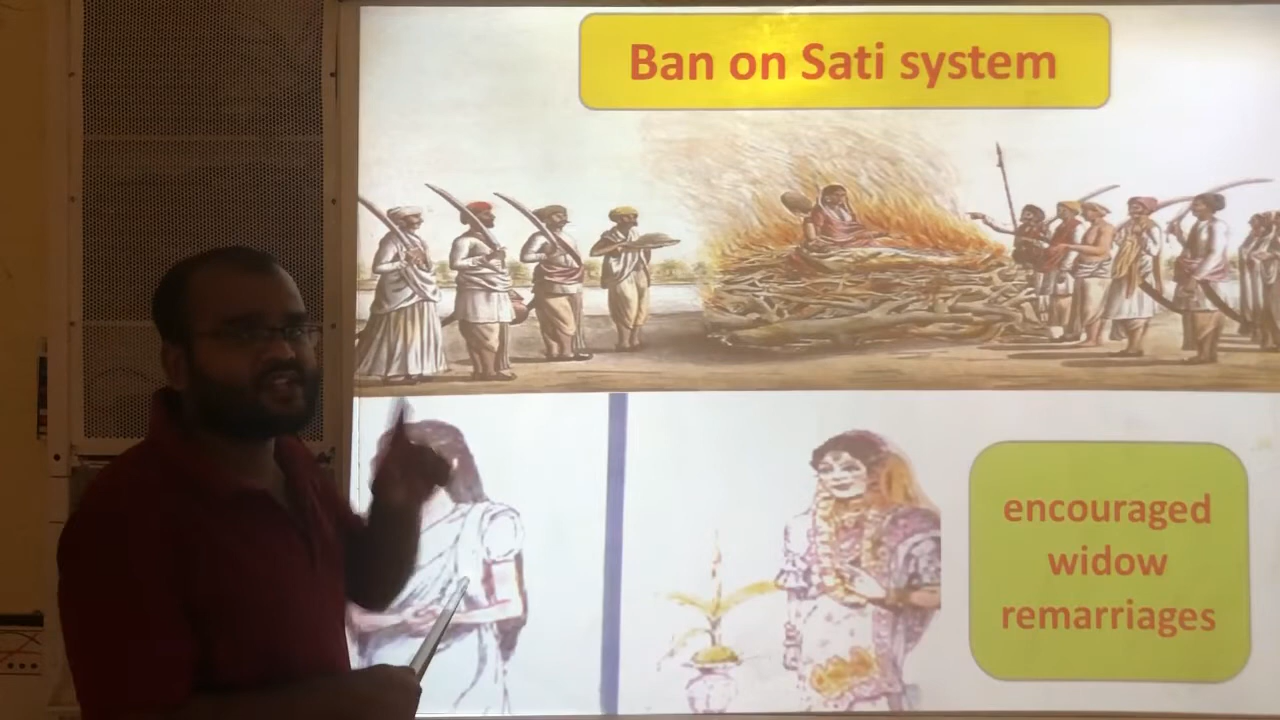 Ban on Sati system
encouraged
widow
remarriages